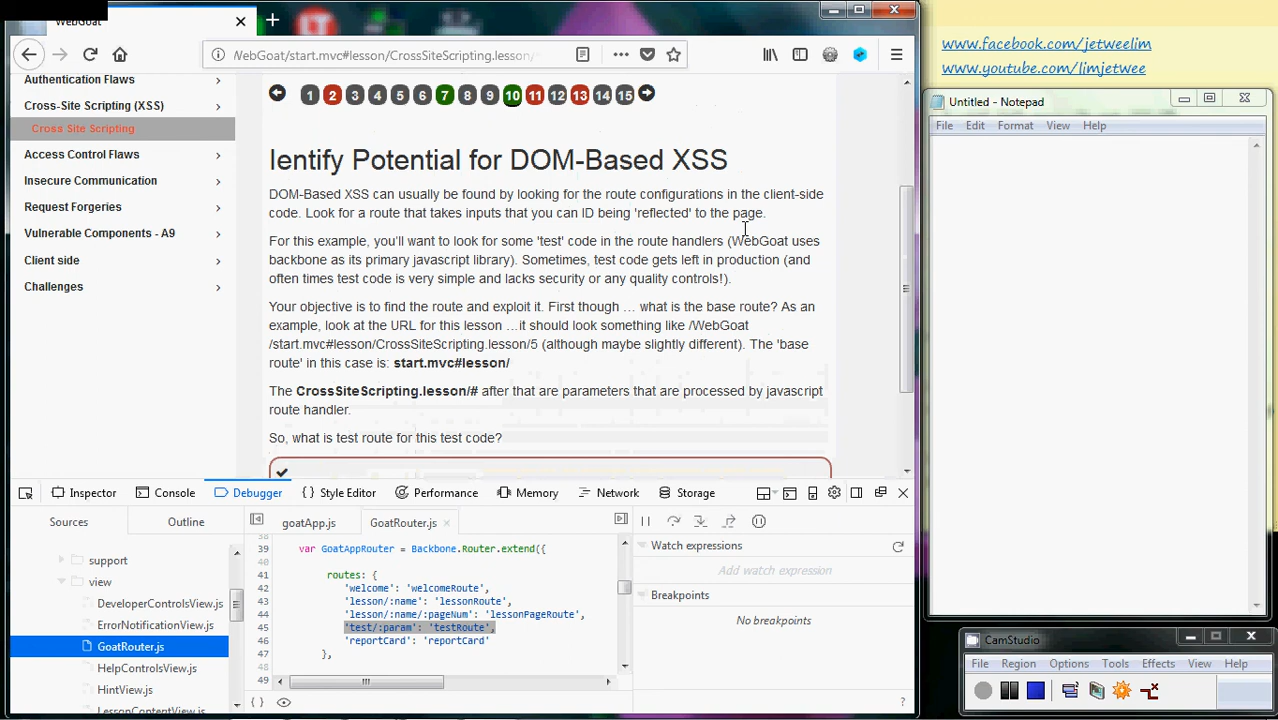 WebGoat
WebGoat/start.mvc#lesson/CrossSiteScripting.lesson/
www.facebook.com/jetweelim
www.youtube.com/limjetwee
Authentication Flaws
Cross-Site Scripting (XSS)
Cross Site Scripting
Access Control Flaws
Insecure Communication
Request Forgeries
Vulnerable Components - A9
Client side
Challenges
1 2 3 4 5 6 7 8 9 10 11 12 13 14 15
Ientify Potential for DOM-Based XSS
DOM-Based XSS can usually be found by looking for the route configurations in the client-side
code. Look for a route that takes inputs that you can ID being 'reflected' to the page.
For this example, you'll want to look for some 'test' code in the route handlers (WebGoat uses
backbone as its primary javascript library). Sometimes, test code gets left in production (and
often times test code is very simple and lacks security or any quality controls!).
Your objective is to find the route and exploit it. First though … what is the base route? As an
example, look at the URL for this lesson …it should look something like /WebGoat
/start.mvc#lesson/CrossSiteScripting.lesson/5 (although maybe slightly different). The 'base
route' in this case is: start.mvc#lesson/
The CrossSiteScripting.lesson/# after that are parameters that are processed by javascript
route handler.
So, what is test route for this test code?
Inspector Console Debugger Style Editor Performance Memory Network Storage
Sources Outline
support
view
DeveloperControlsView.js
ErrorNotificationView.js
GoatRouter.js
HelpControlsView.js
HintView.js
LessonContentView.js
goatApp.js GoatRouter.js
38
39 var GoatAppRouter = Backbone.Router.extend({
40
41 routes: {
42 'welcome': 'welcomeRoute',
43 'lesson/:name': 'lessonRoute',
44 'lesson/:name/:pageNum': 'lessonPageRoute',
45 'test/:param': 'testRoute',
46 'reportCard': 'reportCard'
47 },
48
49
{ }
Watch expressions
Add watch expression
Breakpoints
No breakpoints
?
Untitled - Notepad
File Edit Format View Help
CamStudio
File Region Options Tools Effects View Help